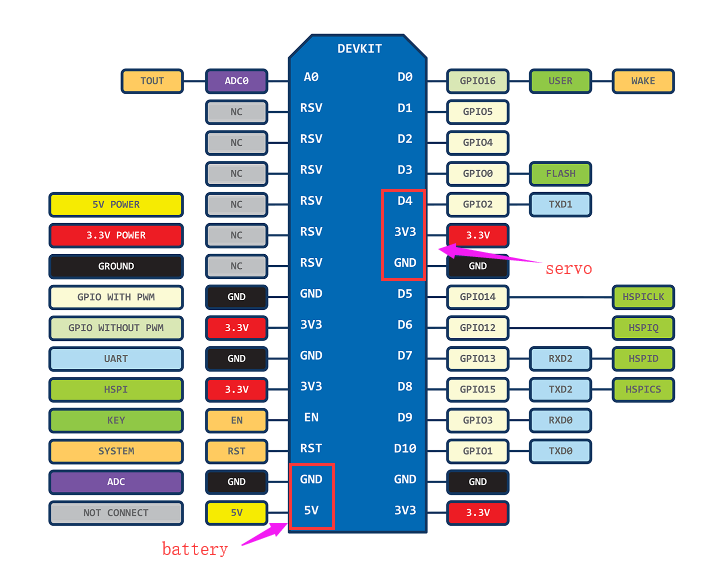 DEVKIT
TOUT ADC0 A0 D0 GPIO16 USER WAKE
NC RSV D1 GPIO5
NC RSV D2 GPIO4
NC RSV D3 GPIO0 FLASH
5V POWER NC RSV D4 GPIO2 TXD1
3.3V POWER NC RSV 3V3 3.3V
GROUND NC RSV GND GND
servo
GPIO WITH PWM GND GND D5 GPIO14 HSPICLK
GPIO WITHOUT PWM 3.3V 3V3 D6 GPIO12 HSPIQ
UART GND GND D7 GPIO13 RXD2 HSPID
HSPI 3.3V 3V3 D8 GPIO15 TXD2 HSPICS
KEY EN EN D9 GPIO3 RXD0
SYSTEM RST RST D10 GPIO1 TXD0
ADC GND GND GND GND
NOT CONNECT 5V 5V 3V3 3.3V
battery